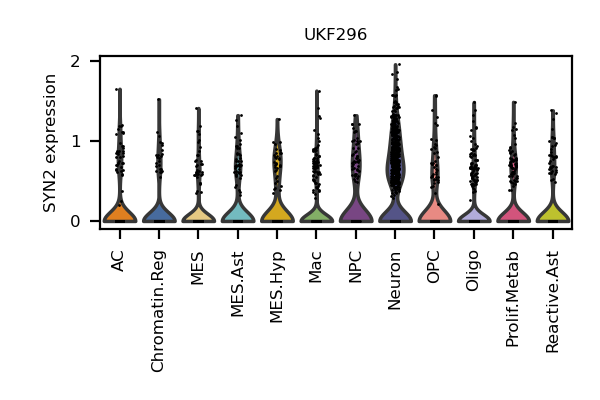 UKF296
SYN2 expression
2
1
0
AC
Chromatin.Reg
MES
MES.Ast
MES.Hyp
Mac
NPC
Neuron
OPC
Oligo
Prolif.Metab
Reactive.Ast